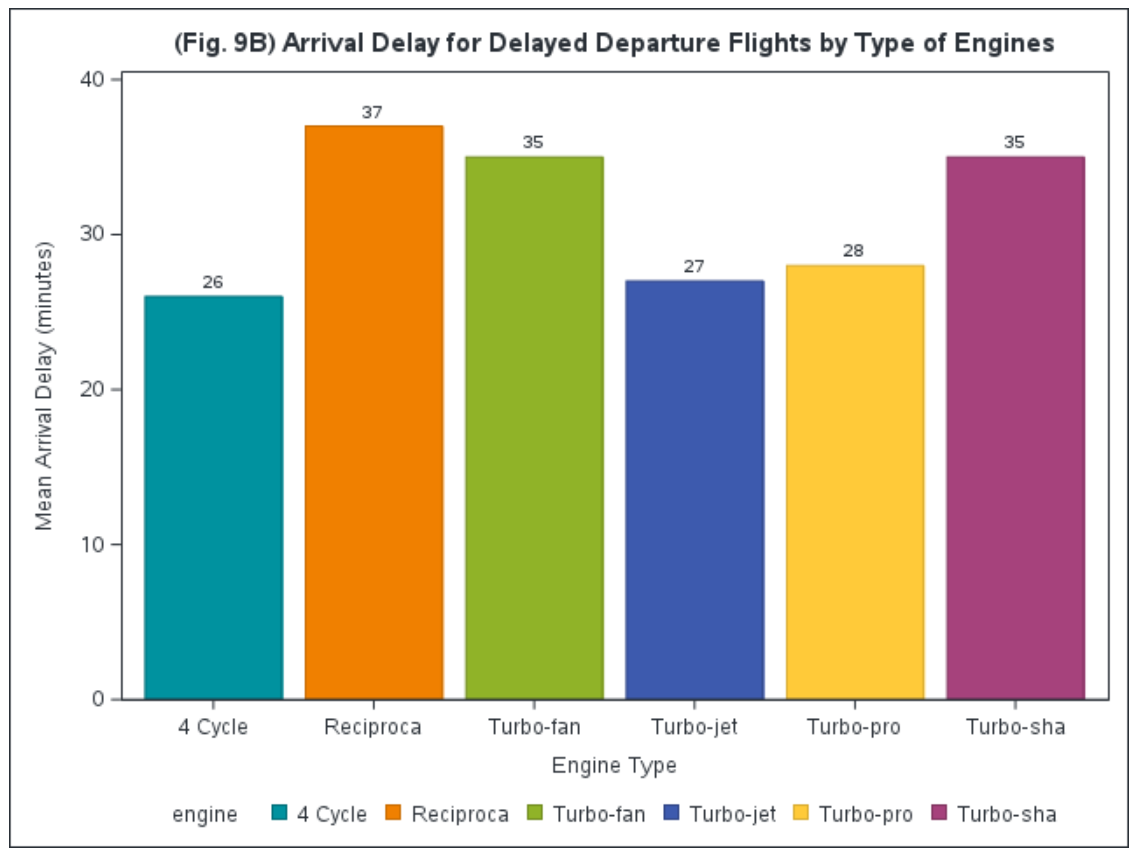 (Fig. 9B) Arrival Delay for Delayed Departure Flights by Type of Engines
40
30
20
10
0
Mean Arrival Delay (minutes)
26
37
35
27
28
35
4 Cycle Reciproca Turbo-fan Turbo-jet Turbo-pro Turbo-sha
Engine Type
engine 4 Cycle Reciproca Turbo-fan Turbo-jet Turbo-pro Turbo-sha